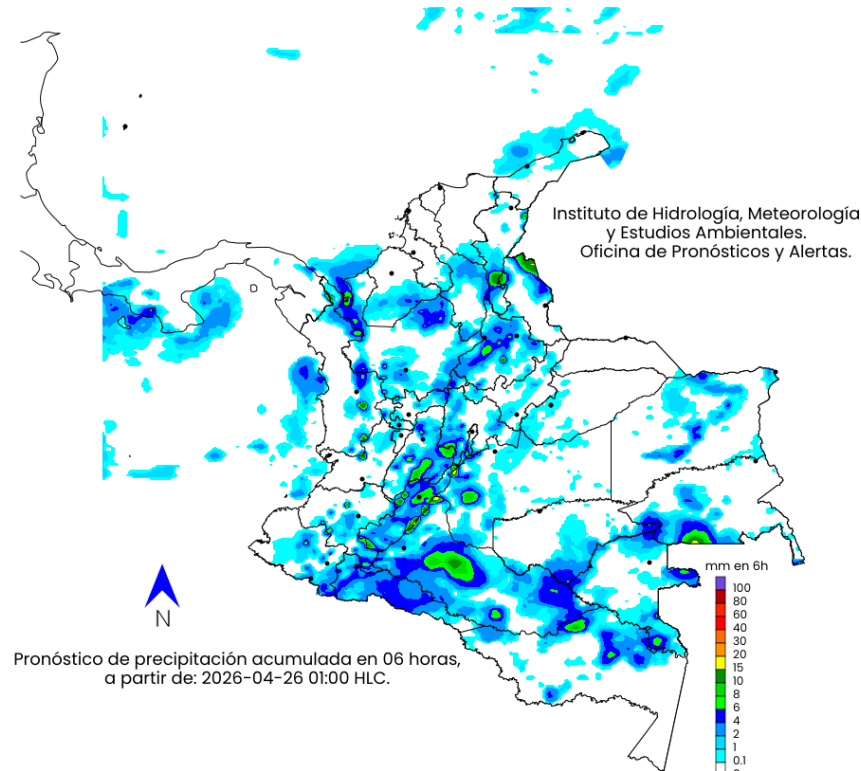 Instituto de Hidrología, Meteorología
y Estudios Ambientales.
Oficina de Pronósticos y Alertas.
mm en 6h
100
80
60
40
30
20
15
10
8
6
4
2
1
0.1
N
Pronóstico de precipitación acumulada en 06 horas,
a partir de: 2026-04-26 01:00 HLC.